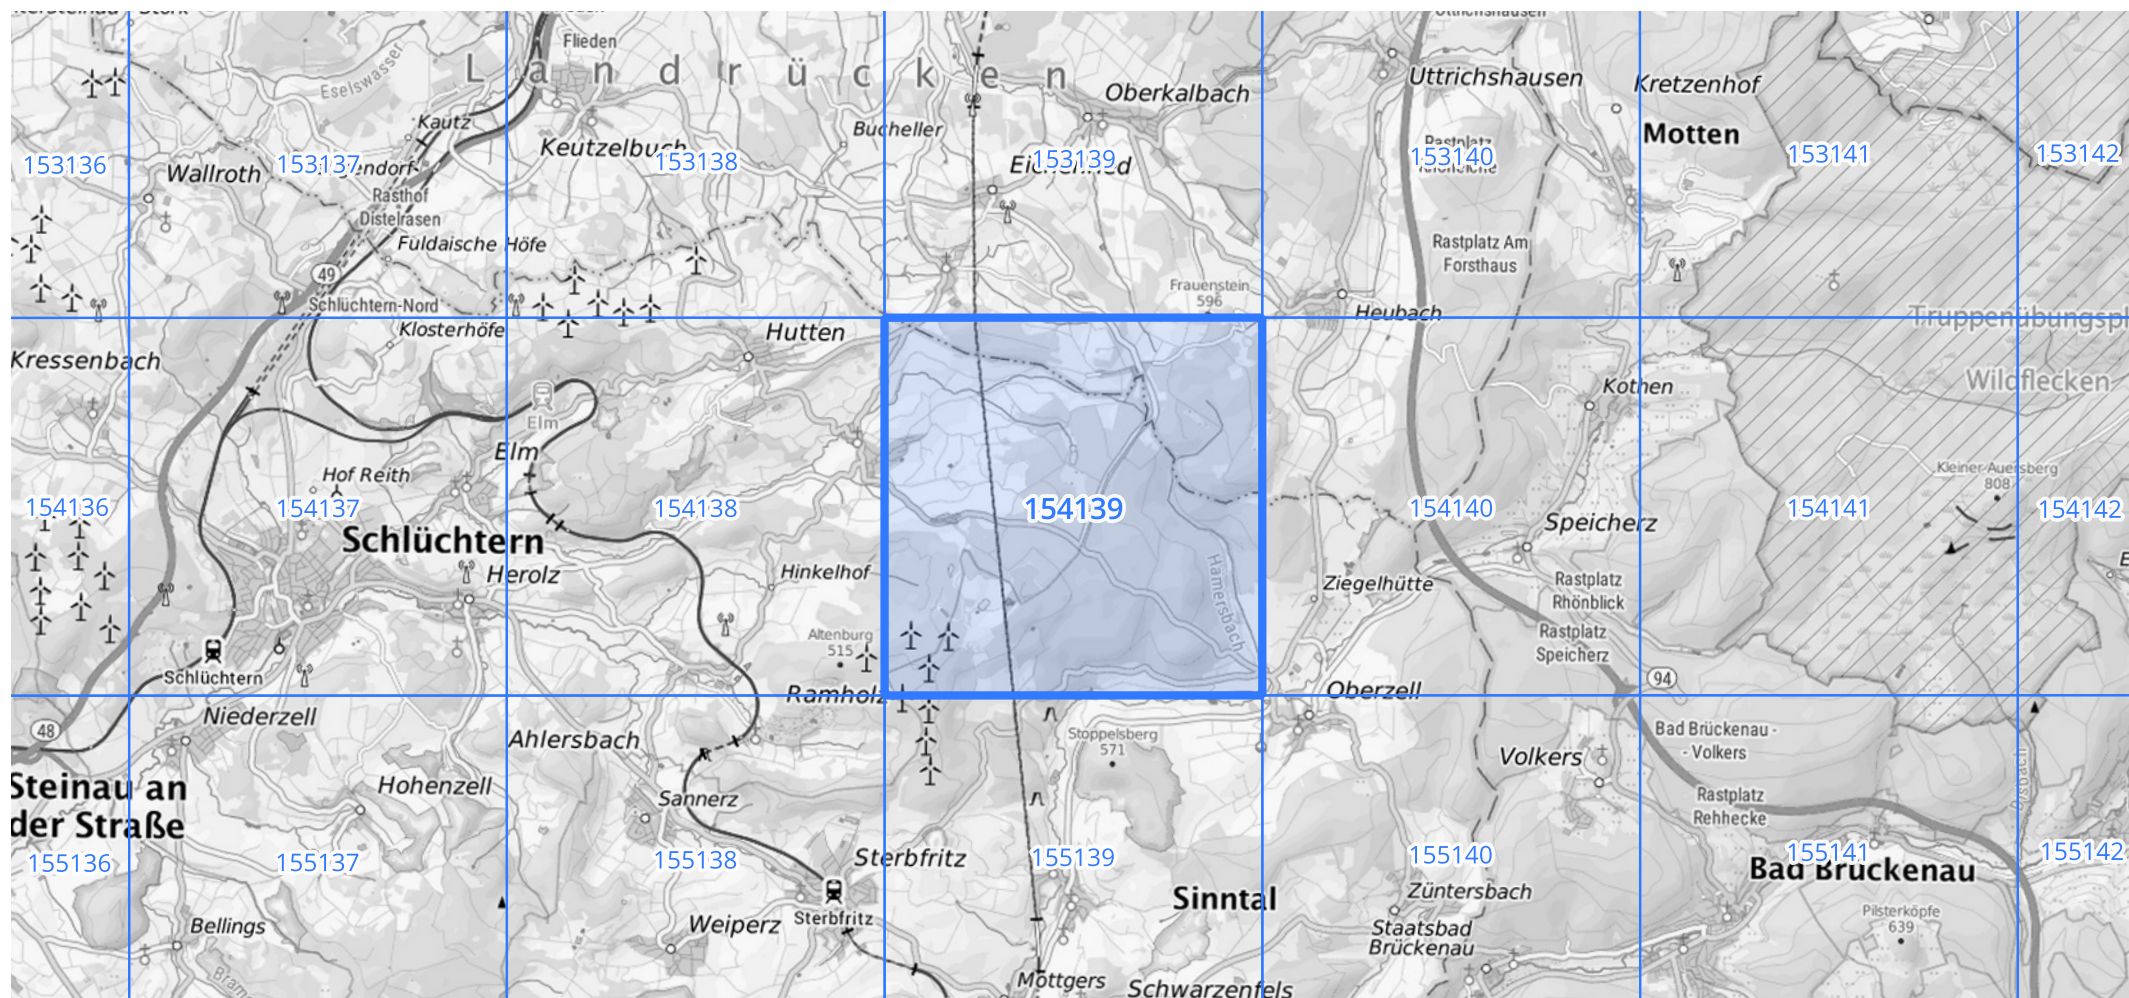 Flieden
Uttrichshausen
Eselswasser
L a n d r ü c k e n
Oberkalbach
Uttrichshausen
Kretzenhof
Kautz
Keutzelbuch
Bucheller
Motten
153136
Wallroth
153137
153138
153139
Rastplatz
153140
153141
153142
Rasthof
Distelrasen
Fuldaische Höfe
Rastplatz Am
Forsthaus
Frauenstein
596
49
Schlüchtern-Nord
Heubach
Klosterhöfe
Hutten
Kressenbach
Wildflecken
Kothen
Elm
Elm
Hof Reith
Kleiner Auersberg
808
154136
154137
154138
154139
154140
154141
154142
Schlüchtern
Speicherz
Herolz
Hinkelhof
Hamersbach
Ziegelhütte
Rastplatz
Rhönblick
Altenburg
515
Rastplatz
Speicherz
Schlüchtern
Ramholz
Oberzell
94
Niederzell
48
Ahlersbach
Stoppelsberg
571
Volkers
Bad Brückenau -
- Volkers
Steinau an
der Straße
Hohenzell
Sannerz
Rastplatz
Rehhecke
155136
155137
155138
Sterbfritz
155139
155140
155141
155142
Bad Brückenau
Sinntal
Züntersbach
Bellings
Weiperz
Sterbfritz
Staatsbad
Brückenau
Pilsterköpfe
639
Mottgers
Schwarzenfels